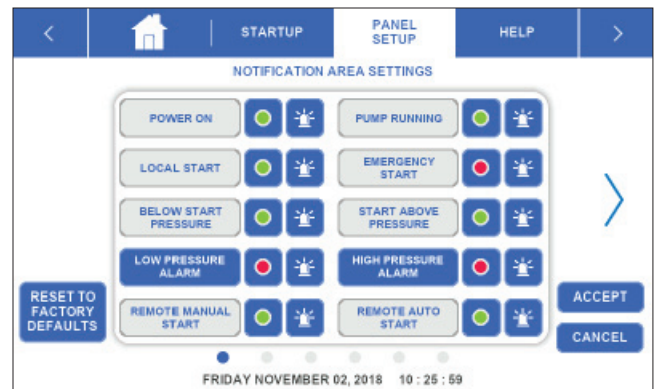 STARTUP
PANEL
SETUP
HELP
NOTIFICATION AREA SETTINGS
POWER ON
PUMP RUNNING
LOCAL START
EMERGENCY
START
BELOW START
PRESSURE
START ABOVE
PRESSURE
LOW PRESSURE
ALARM
HIGH PRESSURE
ALARM
REMOTE MANUAL
START
REMOTE AUTO
START
RESET TO
FACTORY
DEFAULTS
ACCEPT
CANCEL
FRIDAY NOVEMBER 02, 2018 10 : 25 : 59